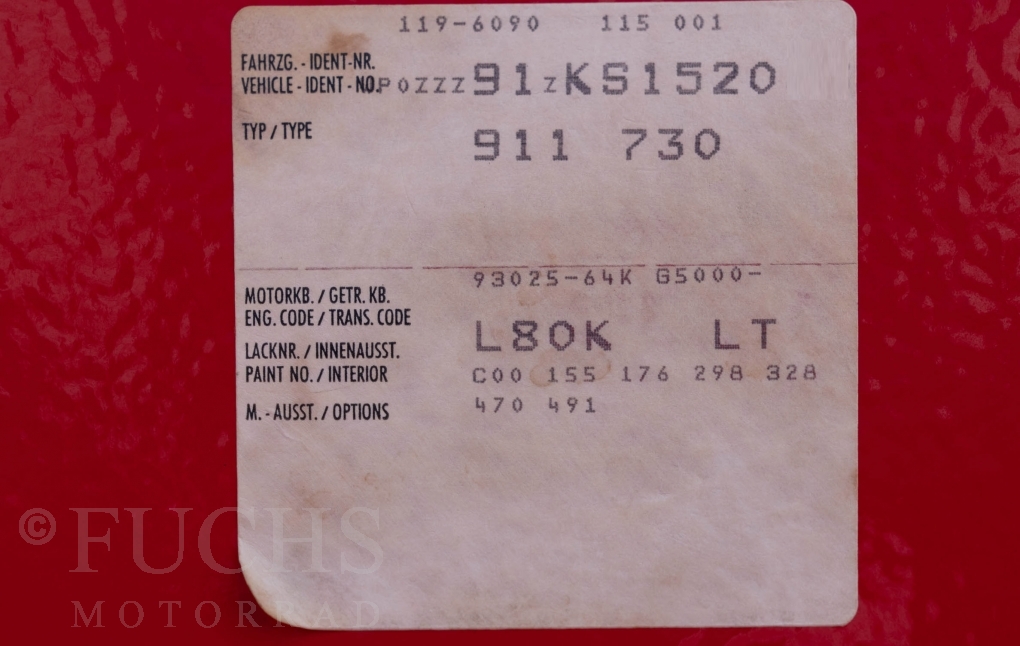 119-6090 115 001
FAHRZG. - IDENT-NR.
VEHICLE - IDENT - NO. P0ZZZ91ZKS1520
TYP / TYPE 911 730
93025-64K G5000-
MOTORKB. / GETR. KB.
ENG. CODE / TRANS. CODE
L80K LT
LACKNR. / INNENAUSST.
PAINT NO. / INTERIOR C00 155 176 298 328
M. - AUSST. / OPTIONS 470 491
© FUCHS
MOTORRAD